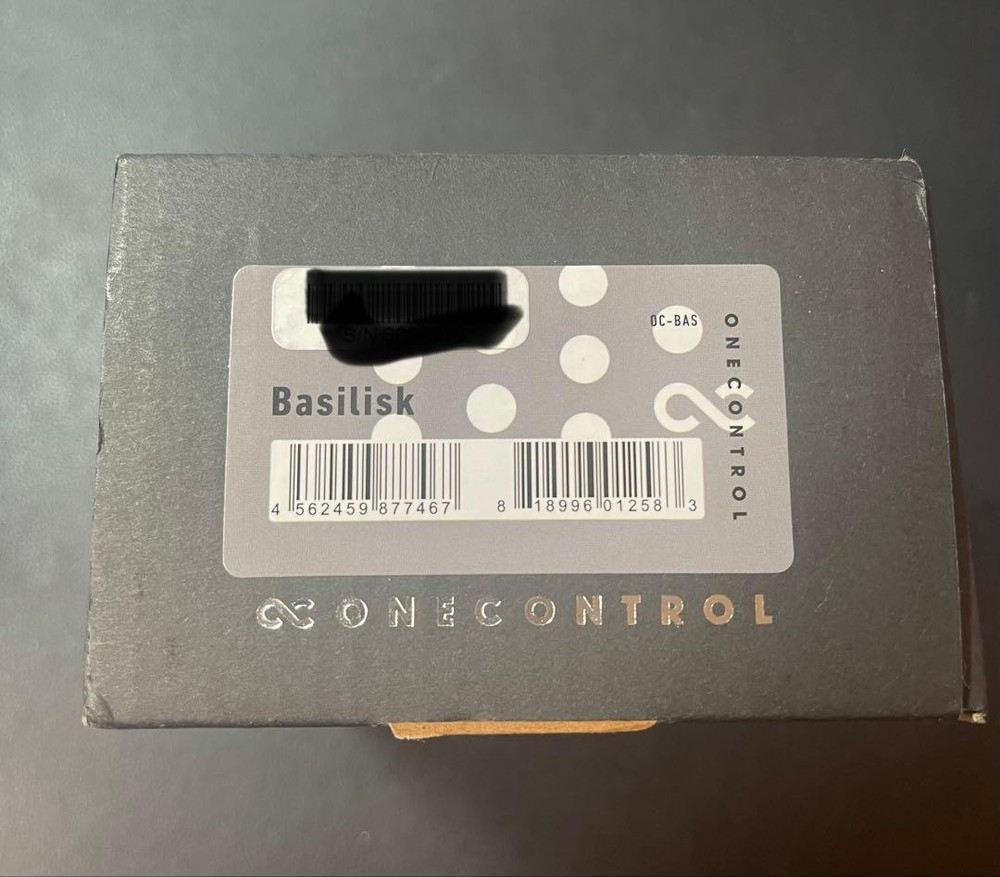 OC-BAS
ONECONTROL
Basilisk
4 562459 877467
8 18996 01258 3
ONECONTROL